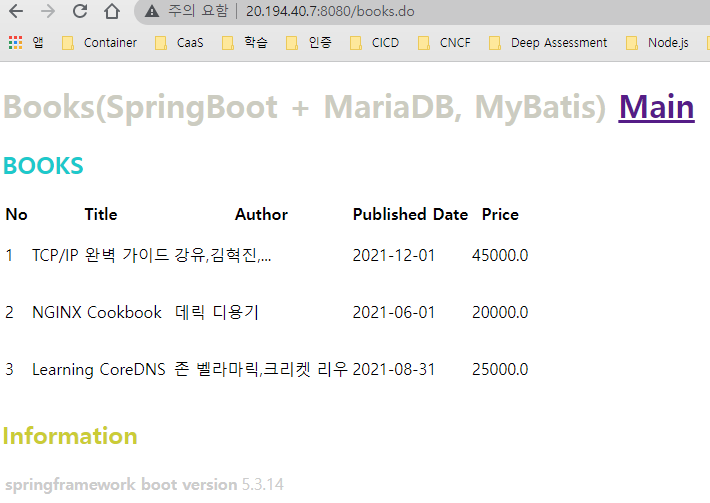 주의 요함 20.194.40.7:8080/books.do
앱 Container CaaS 학습 인증 CICD CNCF Deep Assessment Node.js
Books(SpringBoot + MariaDB, MyBatis) Main
BOOKS
No Title Author Published Date Price
1 TCP/IP 완벽 가이드 강유,김혁진,... 2021-12-01 45000.0
2 NGINX Cookbook 데릭 디용기 2021-06-01 20000.0
3 Learning CoreDNS 존 벨라마릭,크리켓 리우 2021-08-31 25000.0
Information
springframework boot version 5.3.14